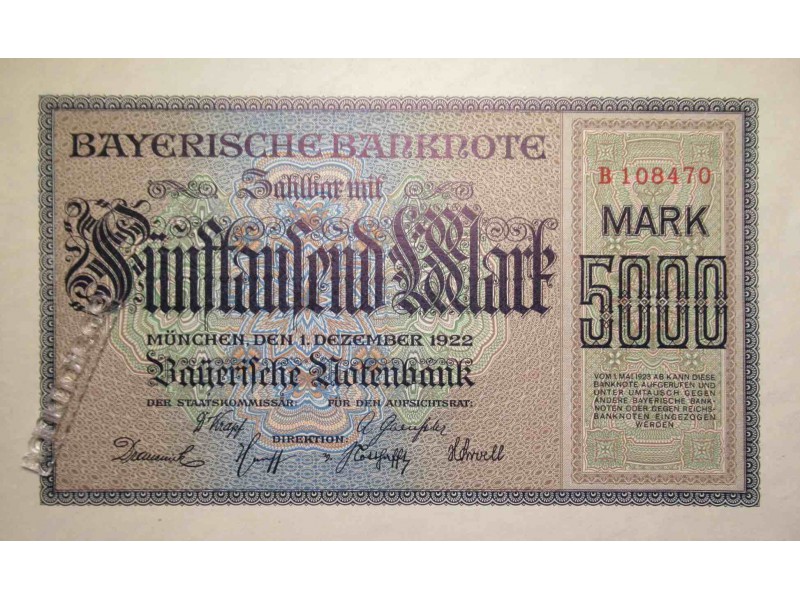 BAYERISCHE BANKNOTE
Zahlbar mit
Fünftausend Mark
MÜNCHEN, DEN 1. DEZEMBER 1922
Bayerische Notenbank
DER STAATSKOMMISSÄR: FÜR DEN AUFSICHTSRAT:
DIREKTION:
B 108470
MARK
5000
VOM 1. MAI 1923 AB KANN DIESE
BANKNOTE AUFGERUFEN UND
UNTER UMTAUSCH GEGEN
ANDERE BAYERISCHE BANK-
NOTEN ODER GEGEN REICHS-
BANKNOTEN EINGEZOGEN
WERDEN